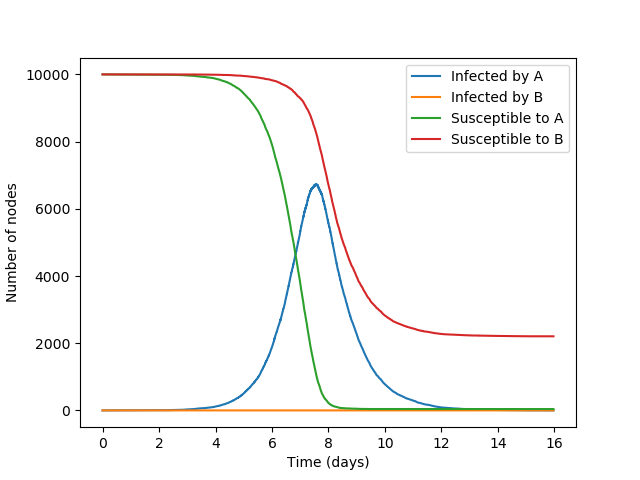 Infected by A
Infected by B
Susceptible to A
Susceptible to B
Number of nodes
10000
8000
6000
4000
2000
0
0 2 4 6 8 10 12 14 16
Time (days)